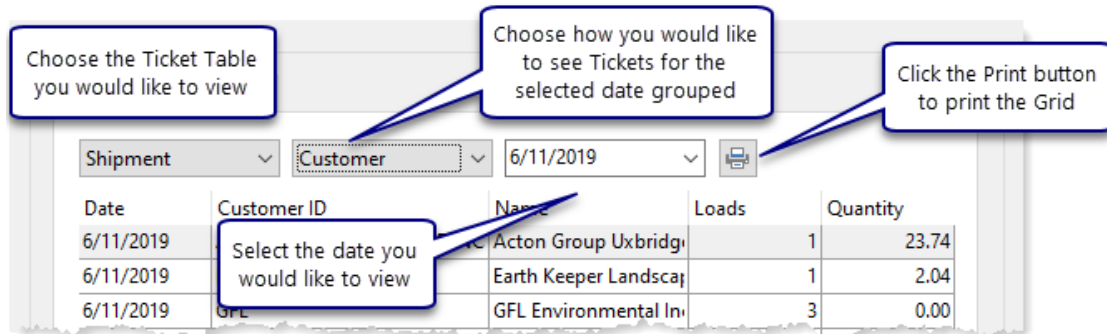 Choose the Ticket Table
you would like to view
Choose how you would like
to see Tickets for the
selected date grouped
Click the Print button
to print the Grid
Shipment Customer 6/11/2019
Date Customer ID Name Loads Quantity
6/11/2019 Acton Group Uxbridge 1 23.74
Select the date you
would like to view
6/11/2019 Earth Keeper Landscap 1 2.04
6/11/2019 GFL GFL Environmental In 3 0.00